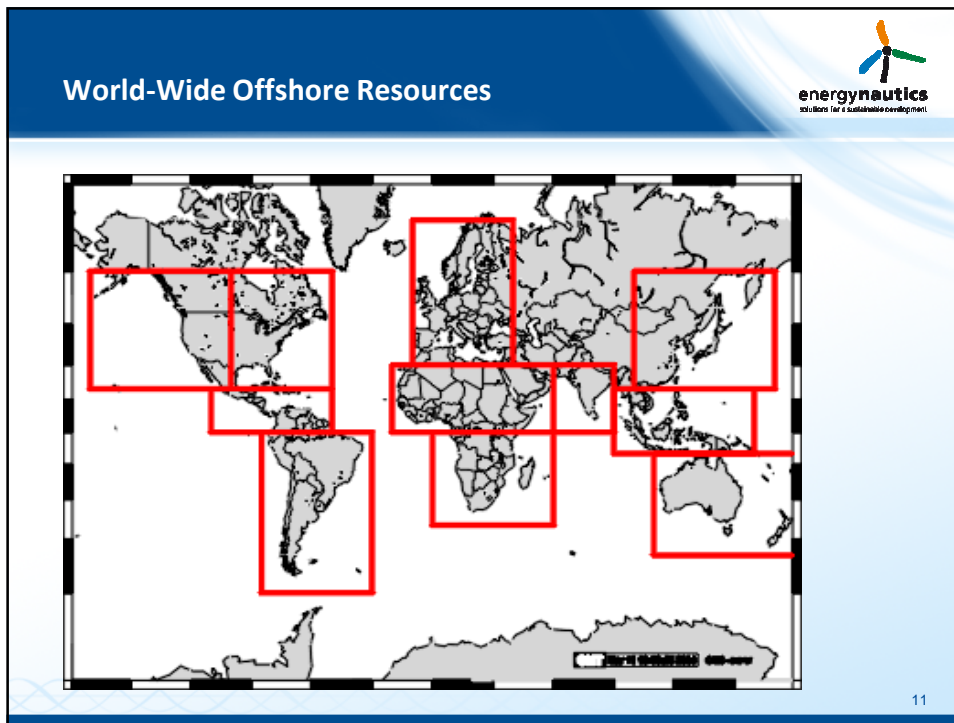 World-Wide Offshore Resources
energynautics
solutions for a sustainable development
11